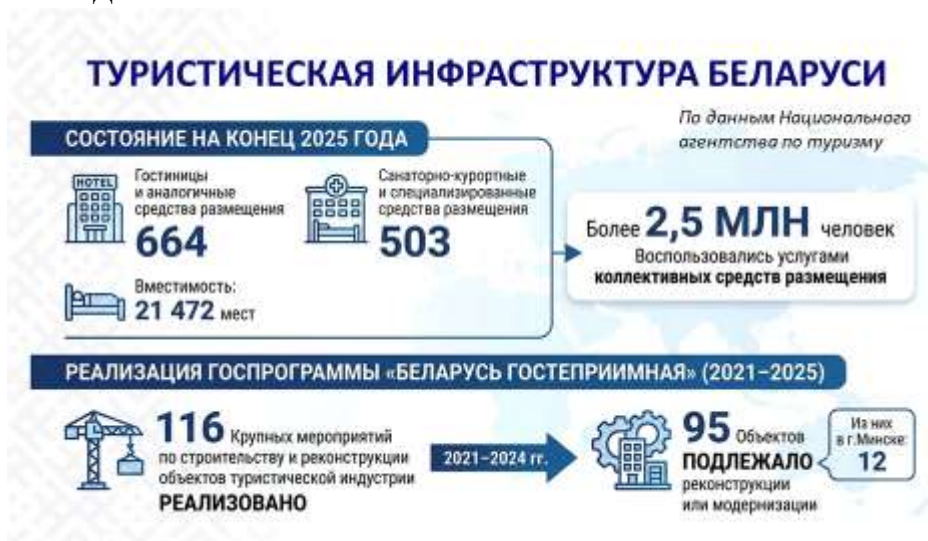 ТУРИСТИЧЕСКАЯ ИНФРАСТРУКТУРА БЕЛАРУСИ
По данным Национального
агентства по туризму
СОСТОЯНИЕ НА КОНЕЦ 2025 ГОДА
HOTEL
Гостиницы
и аналогичные
средства размещения
664
Санаторно-курортные
и специализированные
средства размещения
503
Вместимость:
21 472 мест
Более 2,5 МЛН человек
Воспользовались услугами
коллективных средств размещения
РЕАЛИЗАЦИЯ ГОСПРОГРАММЫ «БЕЛАРУСЬ ГОСТЕПРИИМНАЯ» (2021–2025)
116 Крупных мероприятий
по строительству и реконструкции
объектов туристической индустрии
РЕАЛИЗОВАНО
2021–2024 гг.
95 Объектов
ПОДЛЕЖАЛО
реконструкции
или модернизации
Из них
в г.Минске:
12